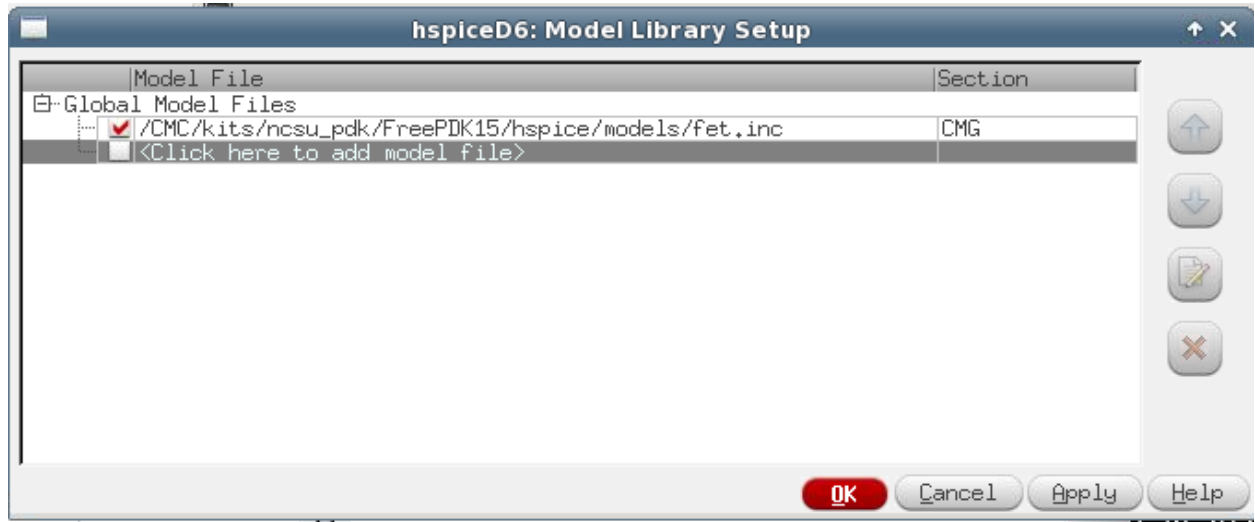 hspiceD6: Model Library Setup
Model File Section
Global Model Files
/CMC/kits/ncsu_pdk/FreePDK15/hspice/models/fet.inc CMG
<Click here to add model file>
OK Cancel Apply Help